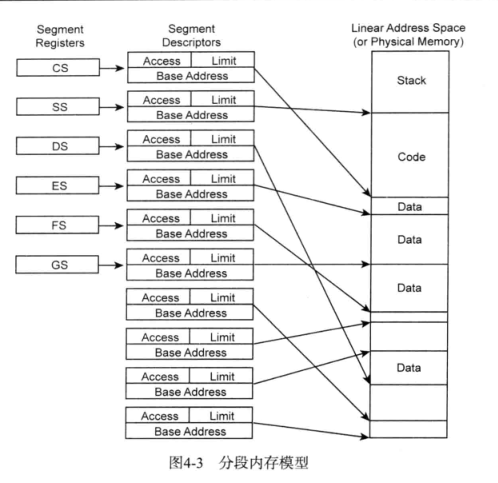 Segment
Registers
Segment
Descriptors
Linear Address Space
(or Physical Memory)
CS
Access Limit
Base Address
Stack
SS
Access Limit
Base Address
DS
Access Limit
Base Address
Code
ES
Access Limit
Base Address
Data
FS
Access Limit
Base Address
Data
GS
Access Limit
Base Address
Data
Access Limit
Base Address
Access Limit
Base Address
Access Limit
Base Address
Data
Access Limit
Base Address
图4-3 分段内存模型